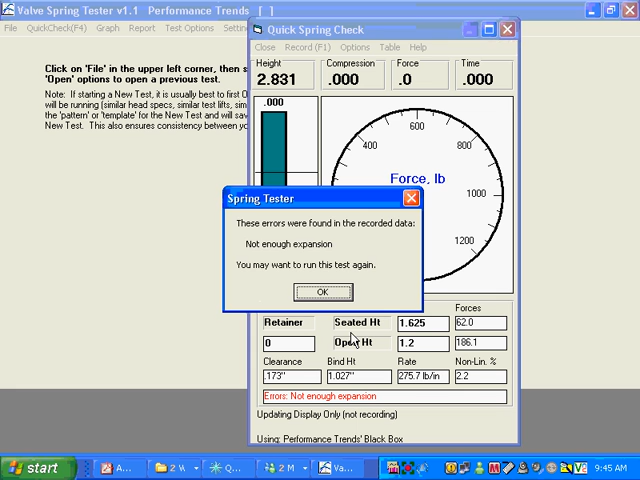 Valve Spring Tester v1.1 Performance Trends [ ]
File QuickCheck(F4) Graph Report Test Options Settings
Click on 'File' in the upper left corner, then s
'Open' options to open a previous test.
Note: If starting a New Test, it is usually best to first O
will be running (similar head specs, similar test lifts, sim
the 'pattern' or 'template' for the New Test and will sav
New Test. This also ensures consistency between yo
Quick Spring Check
Close Record (F1) Options Table Help
Height Compression Force Time
2.831 .000 .0 .000
.000
400 600 800
Force, lb
1000
1200
Spring Tester
These errors were found in the recorded data:
Not enough expansion
You may want to run this test again.
OK
Forces
Retainer Seated Ht 1.625 62.0
0 Open Ht 1.2 186.1
Clearance Bind Ht Rate Non-Lin. %
.173" 1.027" 275.7 lb/in 2.2
Errors: Not enough expansion
Updating Display Only (not recording)
Using: Performance Trends' Black Box
start A... 2 W Q... 2 M Va... 9:45 AM